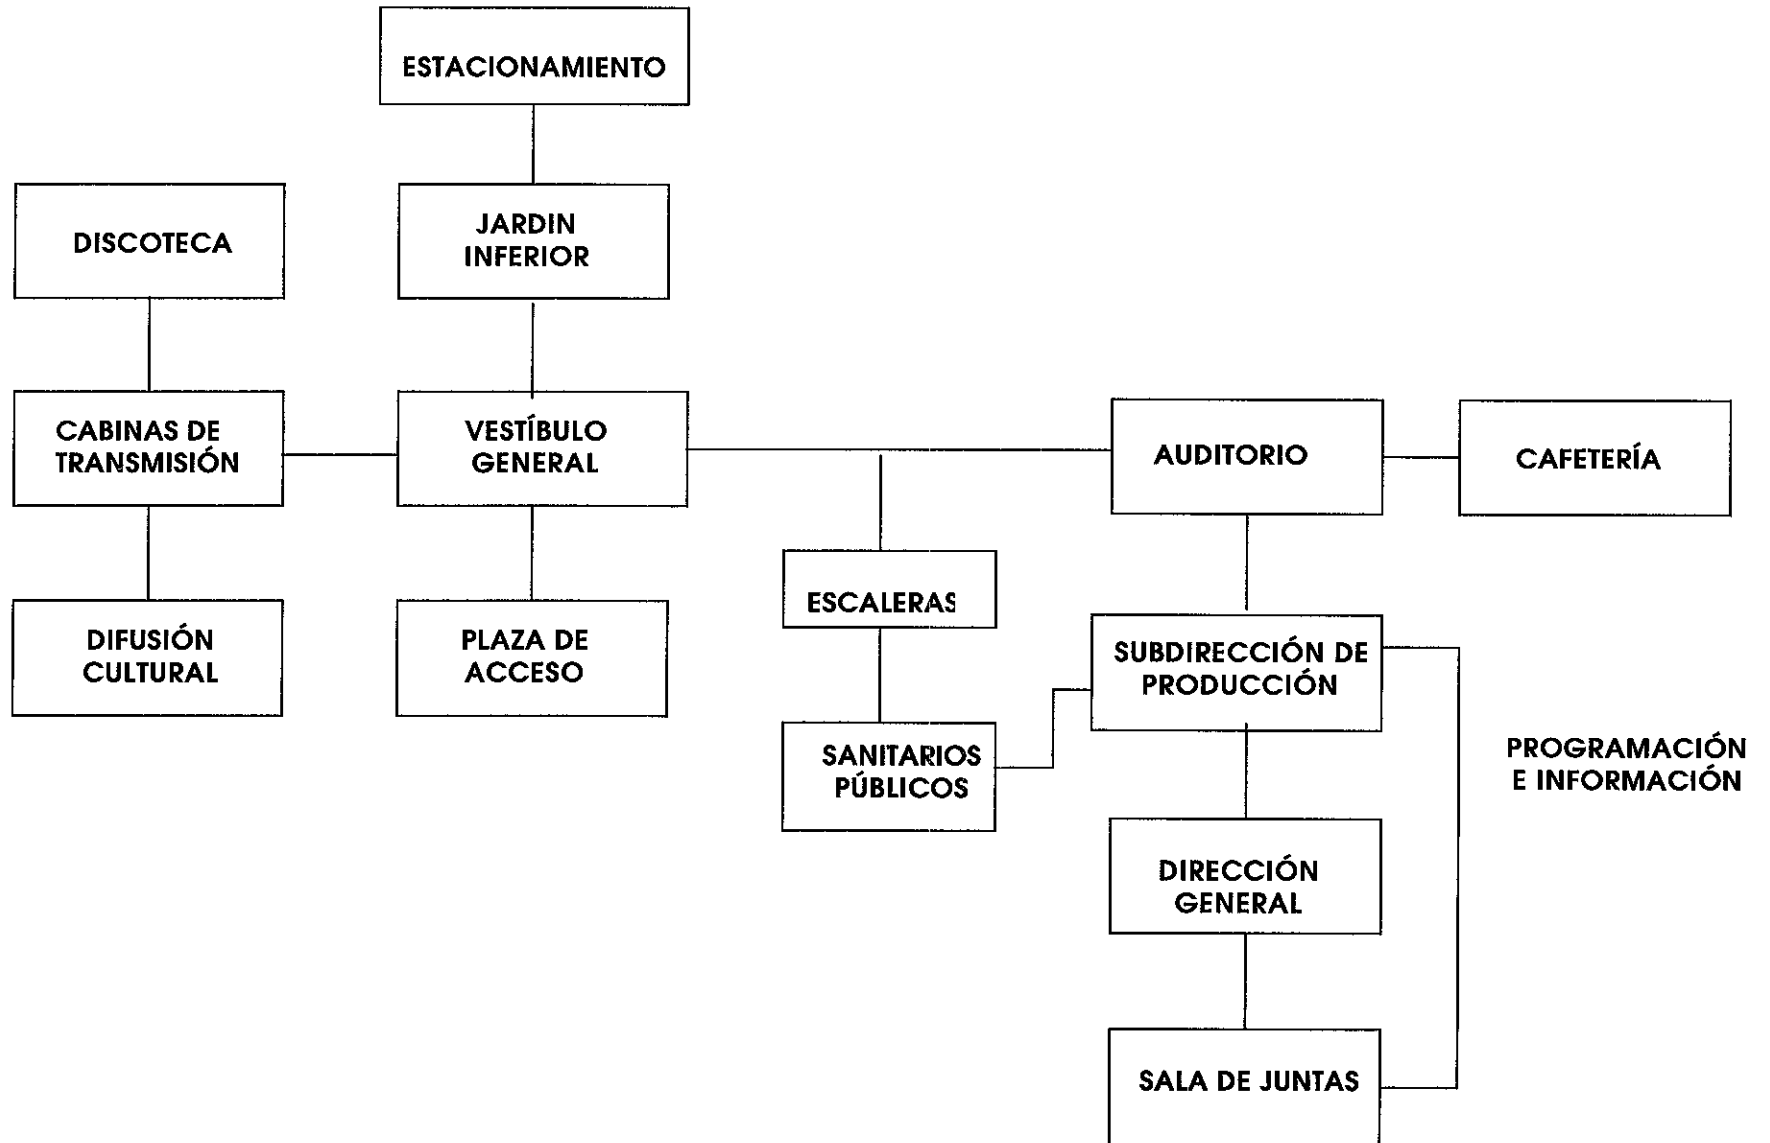 ESTACIONAMIENTO
DISCOTECA
JARDIN
INFERIOR
CABINAS DE
TRANSMISIÓN
VESTÍBULO
GENERAL
AUDITORIO
CAFETERÍA
ESCALERAS
DIFUSIÓN
CULTURAL
PLAZA DE
ACCESO
SUBDIRECCIÓN DE
PRODUCCIÓN
SANITARIOS
PÚBLICOS
PROGRAMACIÓN
E INFORMACIÓN
DIRECCIÓN
GENERAL
SALA DE JUNTAS